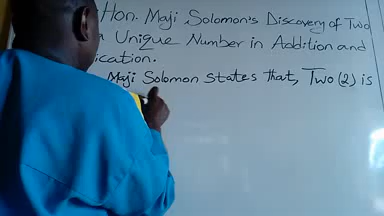 Hon. Maji Solomon's Discovery of Two
a Unique Number in Addition and
ication.
Maji Solomon states that, Two (2) is